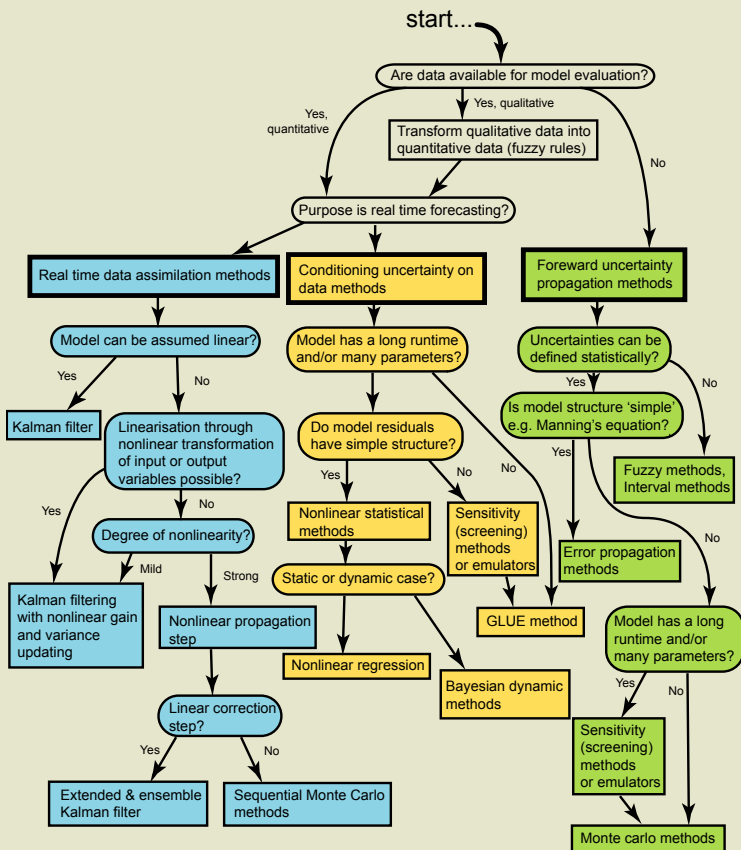 start...
Are data available for model evaluation?
Yes,
quantitative
Yes, qualitative
Transform qualitative data into
quantitative data (fuzzy rules)
No
Purpose is real time forecasting?
Real time data assimilation methods
Conditioning uncertainty on
data methods
Foreward uncertainty
propagation methods
Model can be assumed linear?
Model has a long runtime
and/or many parameters?
Uncertainties can be
defined statistically?
Yes
No
Yes
No
Kalman filter
Linearisation through
nonlinear transformation
of input or output
variables possible?
Do model residuals
have simple structure?
Is model structure ‘simple’
e.g. Manning’s equation?
Yes
No
No
Yes
Fuzzy methods,
Interval methods
Yes
No
Nonlinear statistical
methods
Sensitivity
(screening)
methods
or emulators
No
Degree of nonlinearity?
Error propagation
methods
Mild
Strong
Static or dynamic case?
Kalman filtering
with nonlinear gain
and variance
updating
Nonlinear propagation
step
GLUE method
Model has a long
runtime and/or
many parameters?
Nonlinear regression
Bayesian dynamic
methods
Yes
No
Linear correction
step?
Sensitivity
(screening)
methods
or emulators
Yes
No
Extended & ensemble
Kalman filter
Sequential Monte Carlo
methods
Monte carlo methods